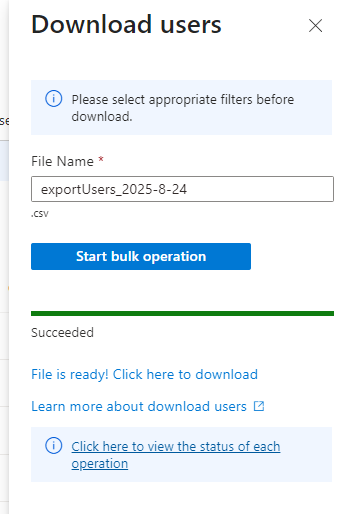 Download users
se
Please select appropriate filters before
download.
File Name *
exportUsers_2025-8-24
.csv
Start bulk operation
Succeeded
File is ready! Click here to download
Learn more about download users
Click here to view the status of each
operation